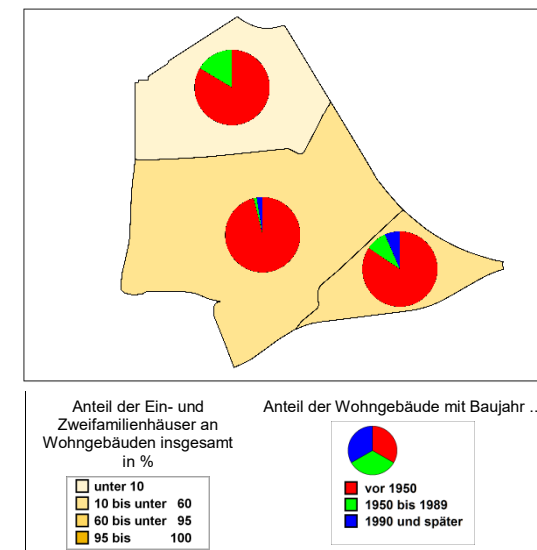 Anteil der Ein- und
Zweifamilienhäuser an
Wohngebäuden insgesamt
in %
unter 10
10 bis unter 60
60 bis unter 95
95 bis 100
Anteil der Wohngebäude mit Baujahr ...
vor 1950
1950 bis 1989
1990 und später